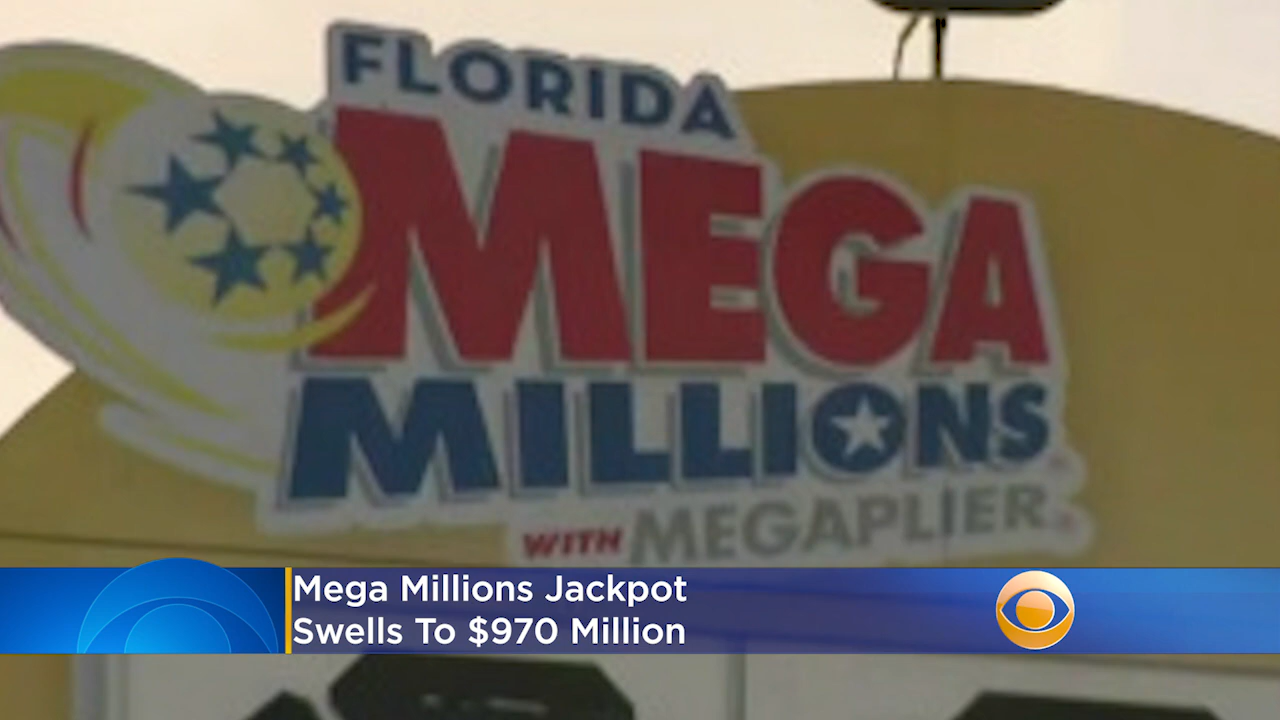 FLORIDA
MEGA
MILLIONS
WITH MEGAPLIER
Mega Millions Jackpot
Swells To $970 Million